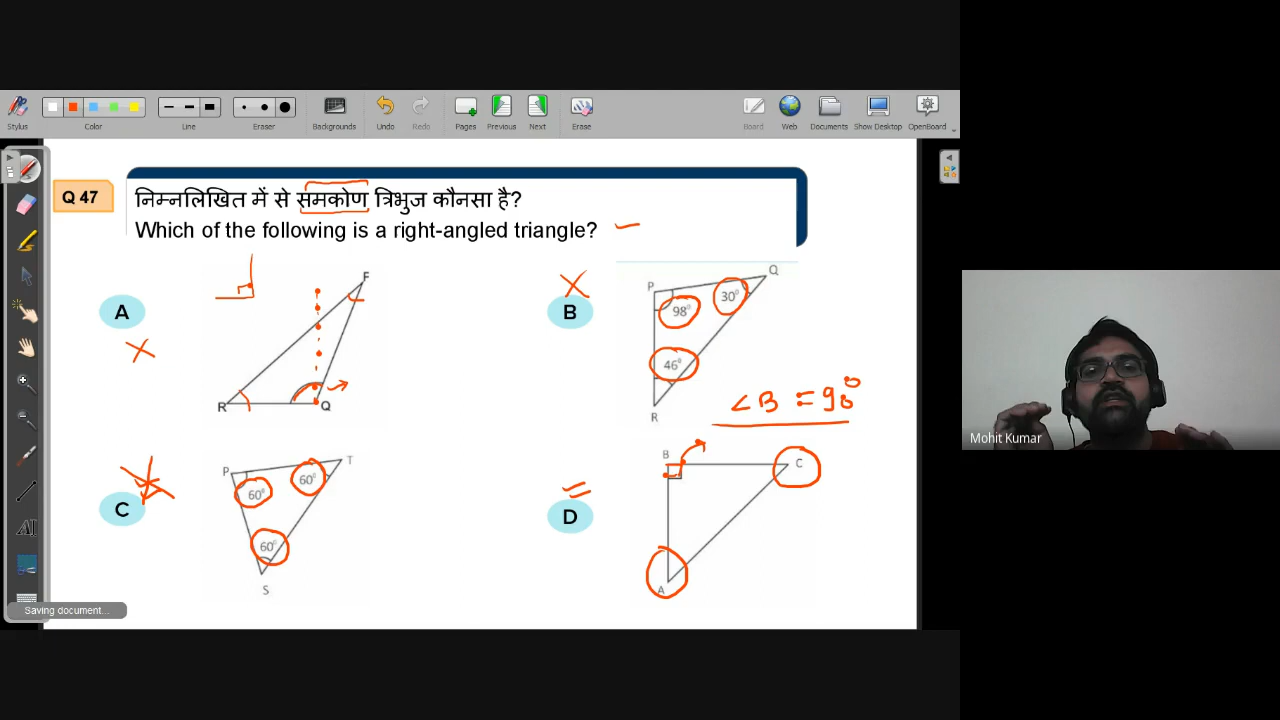 Stylus
Color
Line
Eraser
Backgrounds
Undo
Redo
Pages
Previous
Next
Erase
Board
Web
Documents
Show Desktop
OpenBoard
Q 47
निम्नलिखित में से समकोण त्रिभुज कौनसा है?
Which of the following is a right-angled triangle?
A
F
R
Q
B
P
Q
98°
30°
46°
R
∠B = 90°
C
P
T
60°
60°
60°
S
D
B
C
A
AI
Saving document...
Mohit Kumar